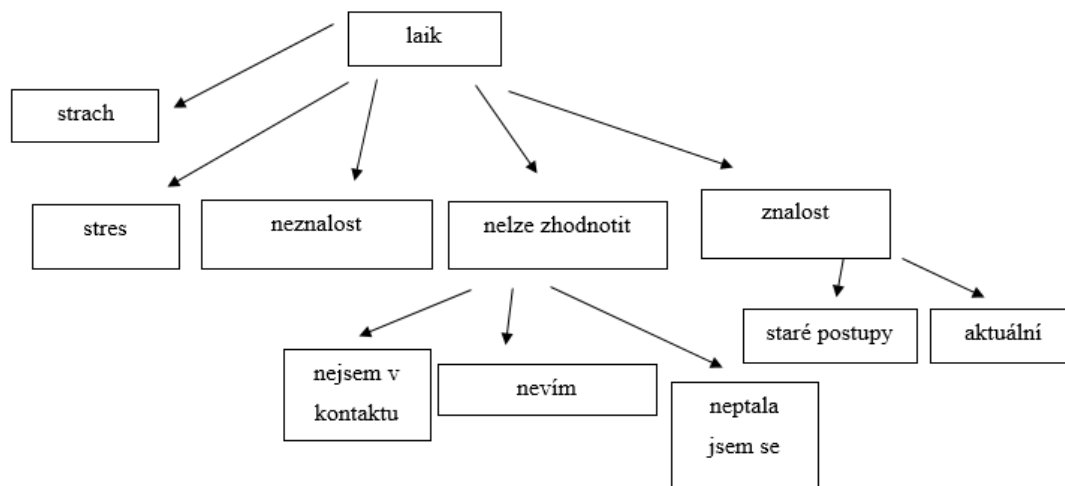 laik
strach
stres
neznalost
nelze zhodnotit
znalost
staré postupy
aktuální
nejsem v
kontaktu
nevím
neptala
jsem se